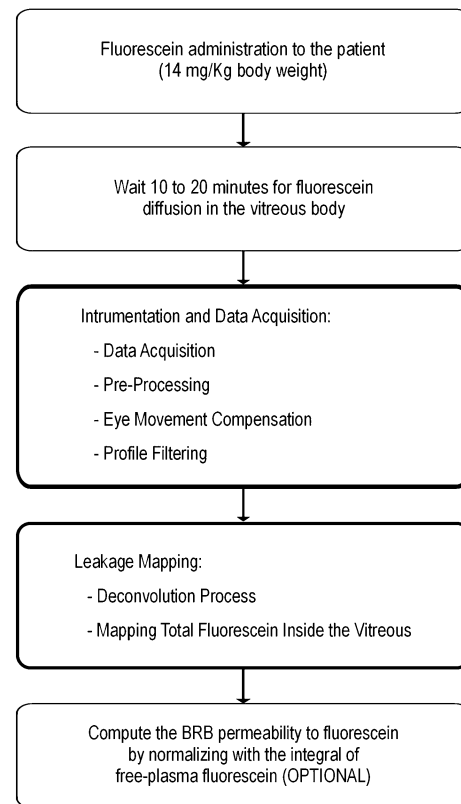 Fluorescein administration to the patient
(14 mg/Kg body weight)
Wait 10 to 20 minutes for fluorescein
diffusion in the vitreous body
Intrumentation and Data Acquisition:
- Data Acquisition
- Pre-Processing
- Eye Movement Compensation
- Profile Filtering
Leakage Mapping:
- Deconvolution Process
- Mapping Total Fluorescein Inside the Vitreous
Compute the BRB permeability to fluorescein
by normalizing with the integral of
free-plasma fluorescein (OPTIONAL)